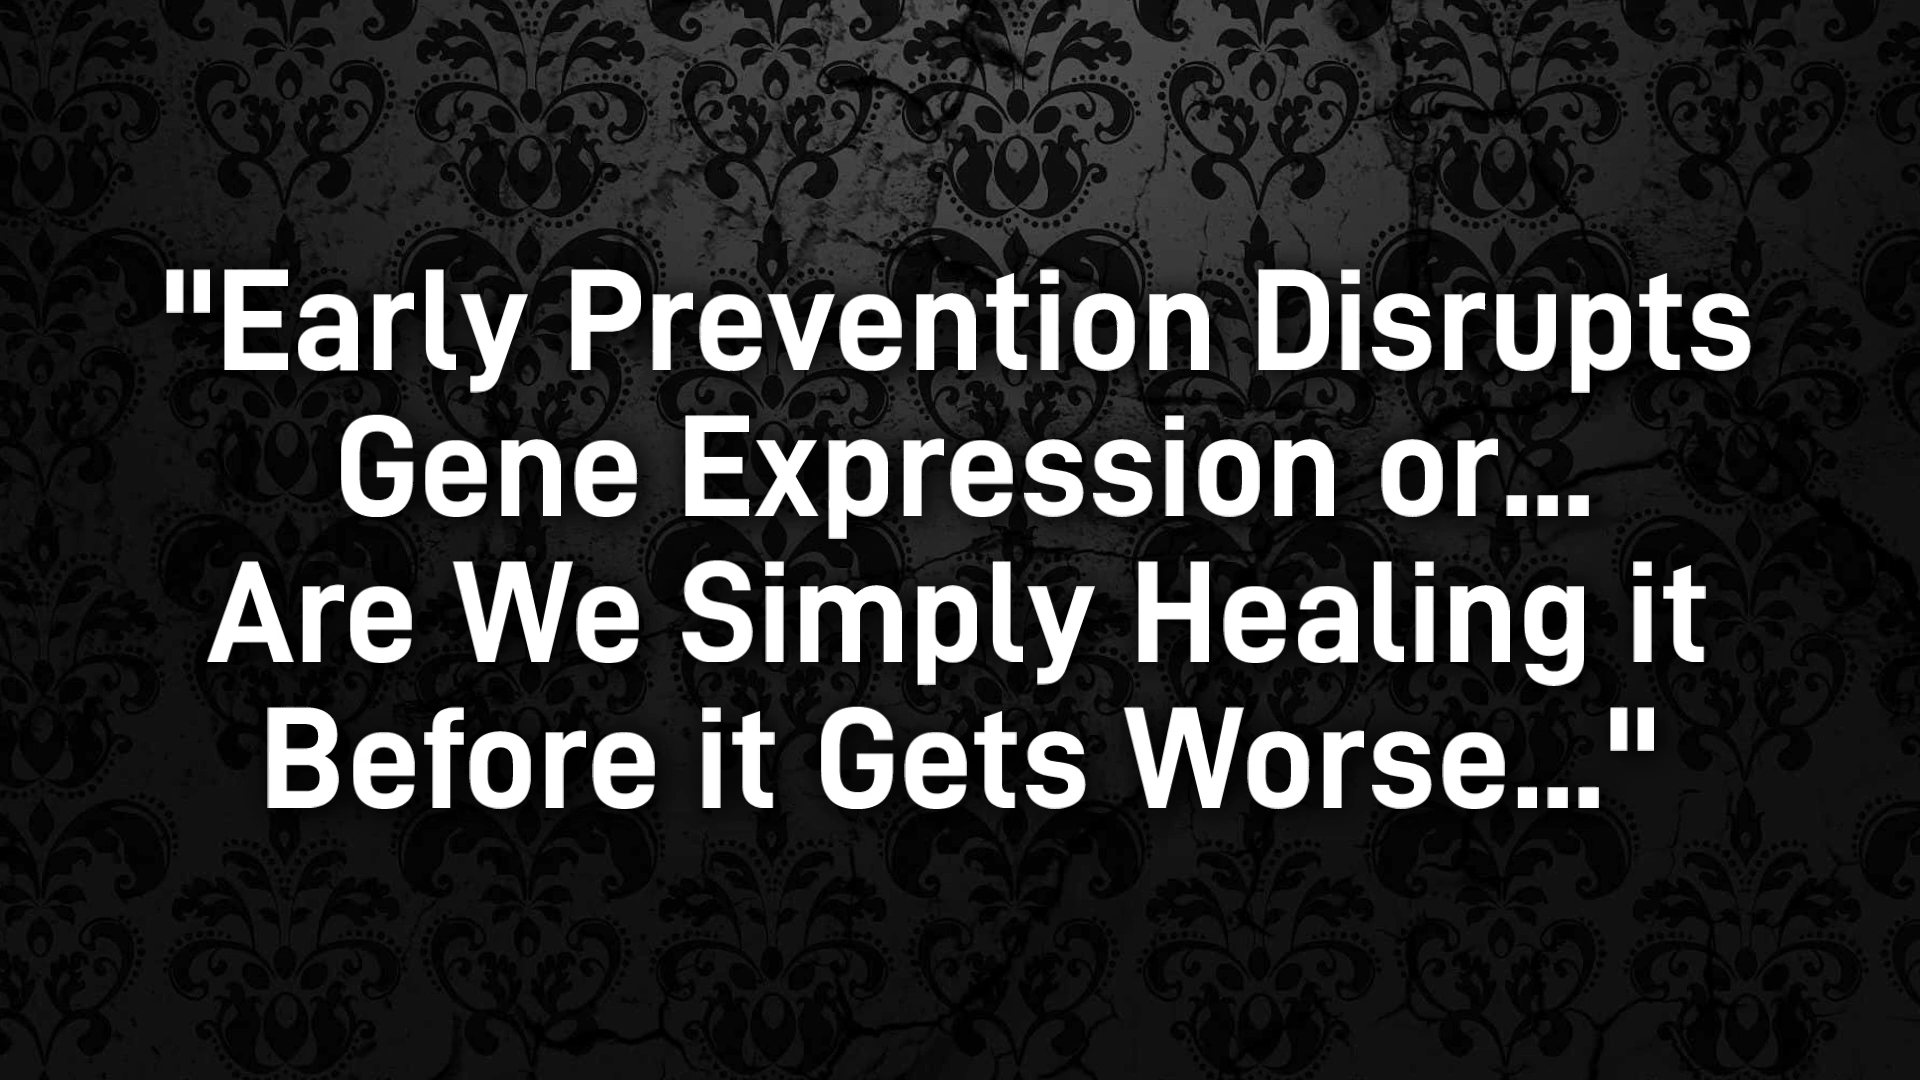 "Early Prevention Disrupts
Gene Expression or...
Are We Simply Healing it
Before it Gets Worse..."